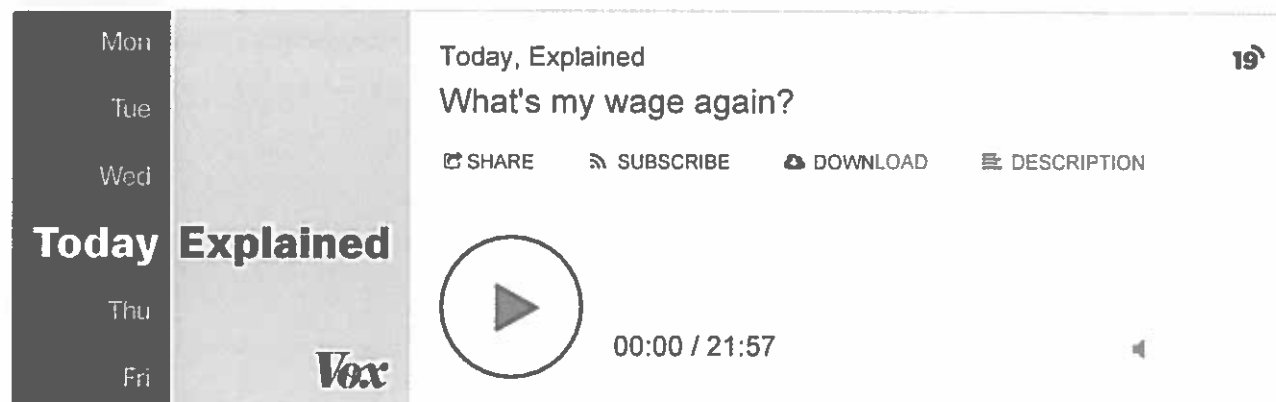 Mon
Tue
Wed
Today Explained
Thu
Fri
Vox
Today, Explained
What's my wage again?
SHARE SUBSCRIBE DOWNLOAD DESCRIPTION
00:00 / 21:57
19